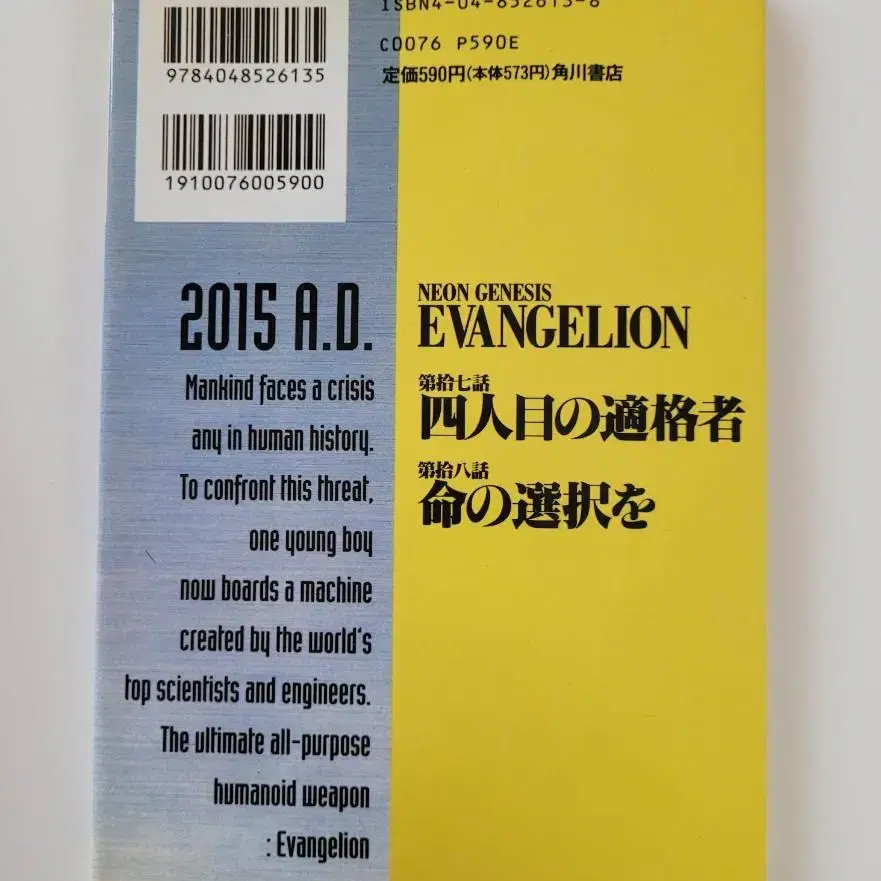 ISBN4-04-852613-8
9784048526135
C0076 P590E
定価590円(本体573円)角川書店
1910076005900
2015 A.D.
Mankind faces a crisis
any in human history.
To confront this threat,
one young boy
now boards a machine
created by the world's
top scientists and engineers.
The ultimate all-purpose
humanoid weapon
: Evangelion
NEON GENESIS
EVANGELION
第拾七話
四人目の適格者
第拾八話
命の選択を